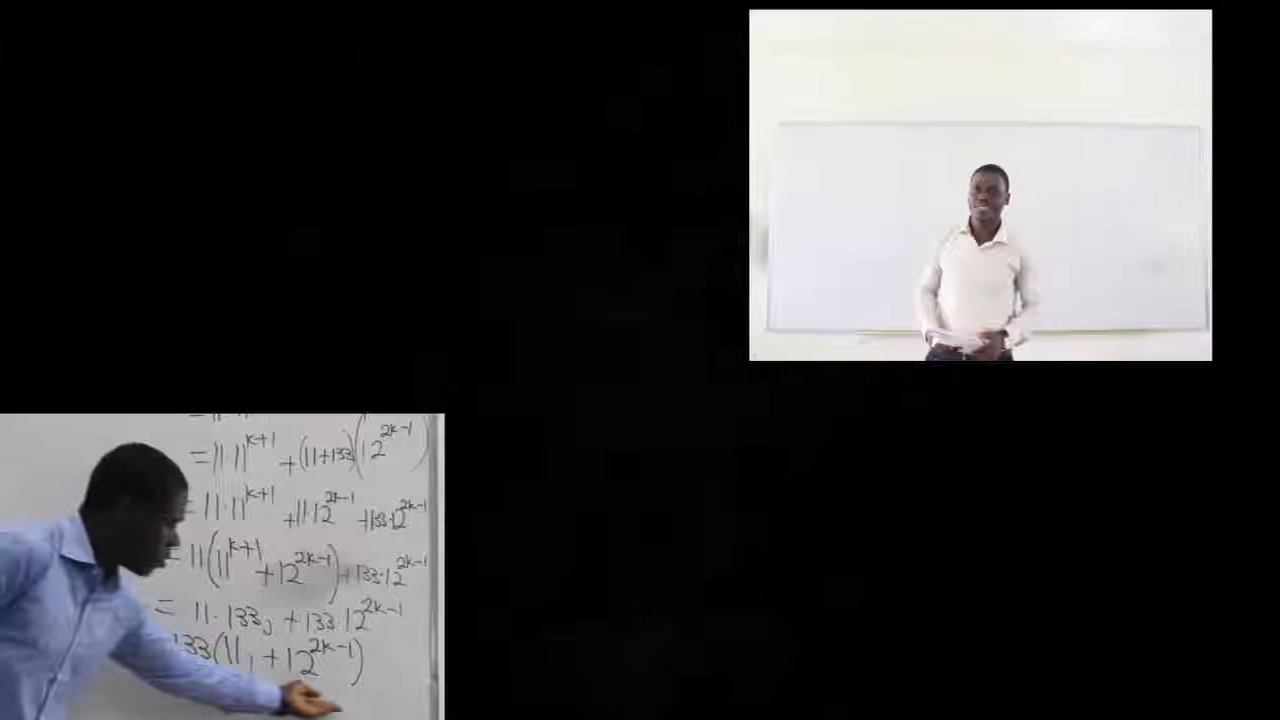 = 11·11^{k+1} + (11+133)(12^{2k-1})
= 11·11^{k+1} + 11·12^{2k-1} + 133·12^{2k-1}
= 11(11^{k+1} + 12^{2k-1}) + 133·12^{2k-1}
= 11·133j + 133·12^{2k-1}
133(11j + 12^{2k-1})